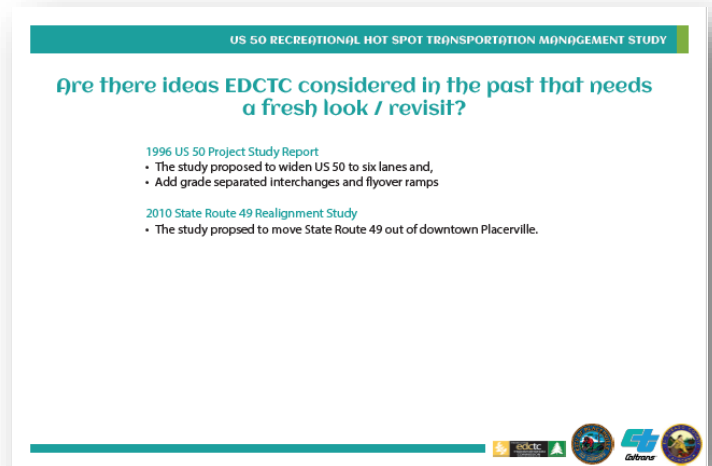 US 50 RECREATIONAL HOT SPOT TRANSPORTATION MANAGEMENT STUDY
Are there ideas EDCTC considered in the past that needs
a fresh look / revisit?
1996 US 50 Project Study Report
• The study proposed to widen US 50 to six lanes and,
• Add grade separated interchanges and flyover ramps
2010 State Route 49 Realignment Study
• The study propsed to move State Route 49 out of downtown Placerville.
edctc
Caltrans